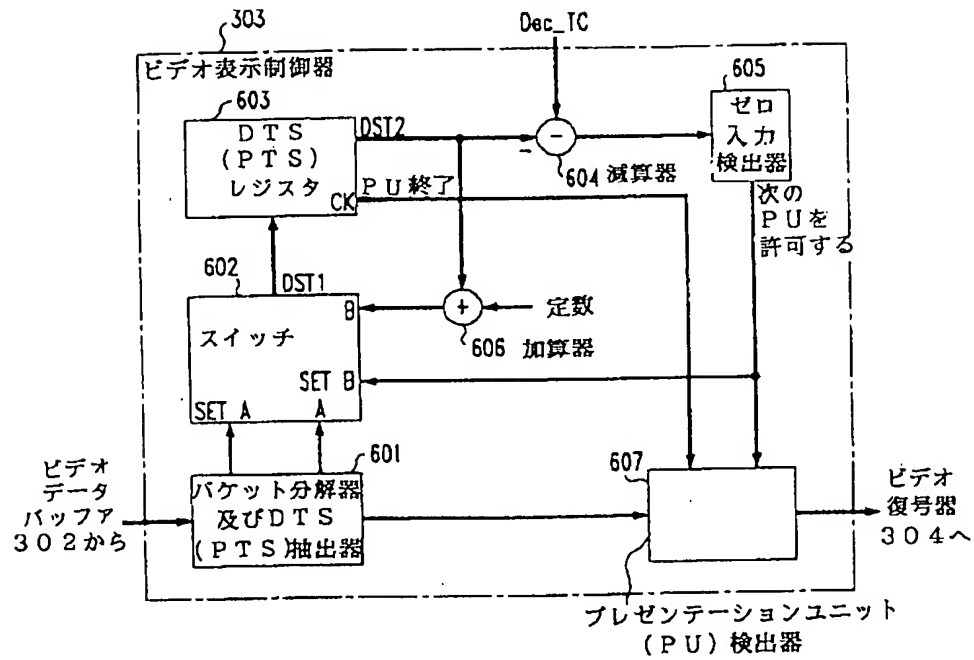 303
Dec_TC
ビデオ表示制御器
603
DTS
(PTS)
レジスタ
CK
DST2
PU終了
-
-
604 減算器
605
ゼロ
入力
検出器
次の
PUを
許可する
602
DST1
スイッチ
B
SET B
SET A
A
+
定数
606 加算器
ビデオ
データ
バッファ
302から
601
パケット分解器
及びDTS
(PTS)抽出器
607
ビデオ
復号器
304へ
プレゼンテーションユニット
(PU)検出器